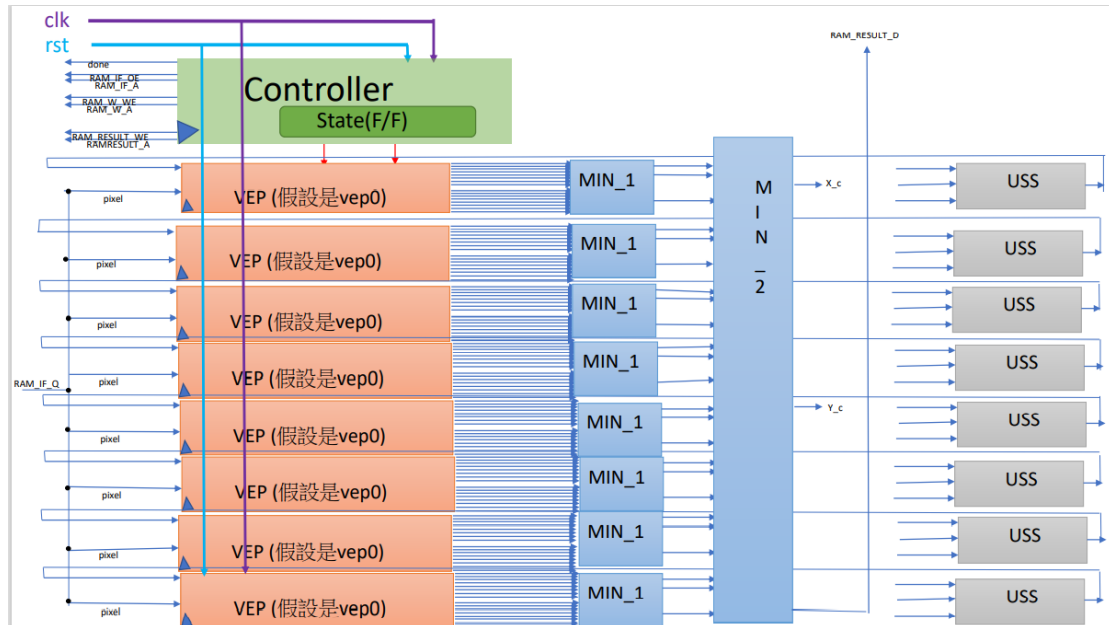 clk
rst
RAM_RESULT_D
done
RAM_IF_OE
RAM_IF_A
RAM_W_WE
RAM_W_A
RAM_RESULT_WE
RAMRESULT_A
Controller
State(F/F)
VEP (假設是vep0)
MIN_1
USS
pixel
VEP (假設是vep0)
MIN_1
USS
pixel
VEP (假設是vep0)
MIN_1
USS
pixel
VEP (假設是vep0)
MIN_1
USS
pixel
RAM_IF_Q
VEP (假設是vep0)
MIN_1
USS
pixel
VEP (假設是vep0)
MIN_1
USS
pixel
VEP (假設是vep0)
MIN_1
USS
pixel
VEP (假設是vep0)
MIN_1
USS
pixel
M
I
N
_
2
X_c
Y_c